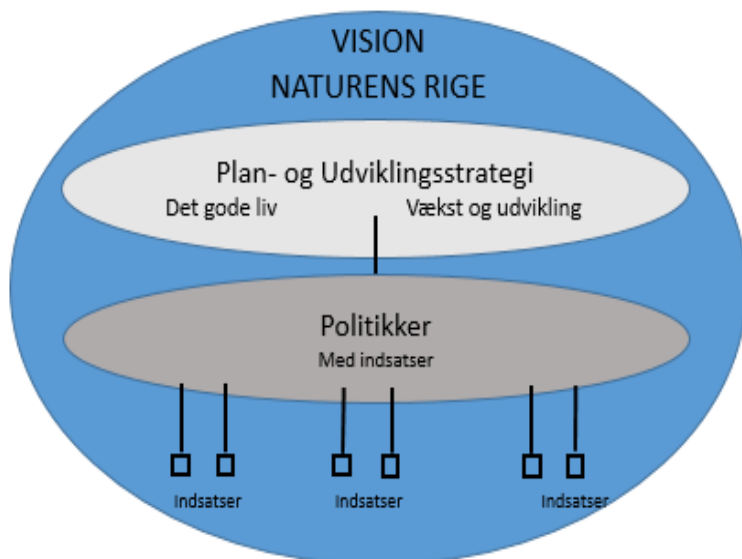 VISION
NATURENS RIGE
Plan- og Udviklingsstrategi
Det gode liv Vækst og udvikling
Politikker
Med indsatser
Indsatser Indsatser Indsatser